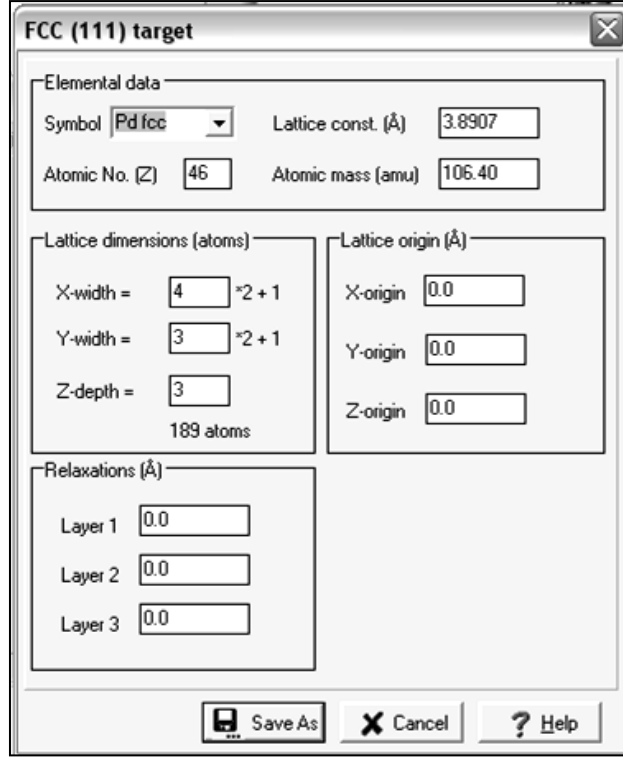 FCC (111) target
Elemental data
Symbol Pd fcc Lattice const. (Å) 3.8907
Atomic No. (Z) 46 Atomic mass (amu) 106.40
Lattice dimensions (atoms)
X-width = 4 *2 + 1
Y-width = 3 *2 + 1
Z-depth = 3
189 atoms
Lattice origin (Å)
X-origin 0.0
Y-origin 0.0
Z-origin 0.0
Relaxations (Å)
Layer 1 0.0
Layer 2 0.0
Layer 3 0.0
Save As Cancel ? Help